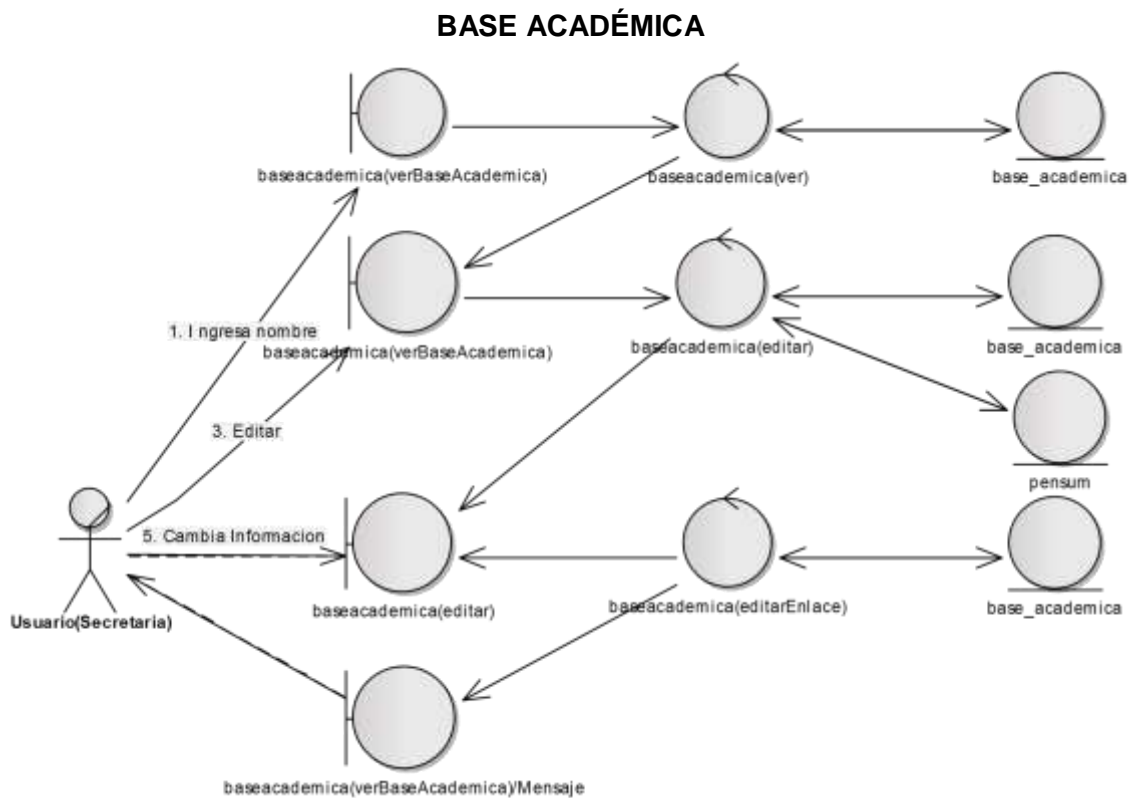 BASE ACADÉMICA
baseacademica(verBaseAcademica)
baseacademica(ver)
base_academica
1. I ngresa nombre
baseacademica(verBaseAcademica)
baseacademica(editar)
base_academica
3. Editar
pensum
5. Cambia Informacion
Usuario(Secretaria)
baseacademica(editar)
baseacademica(editarEnlace)
base_academica
baseacademica(verBaseAcademica)/Mensaje